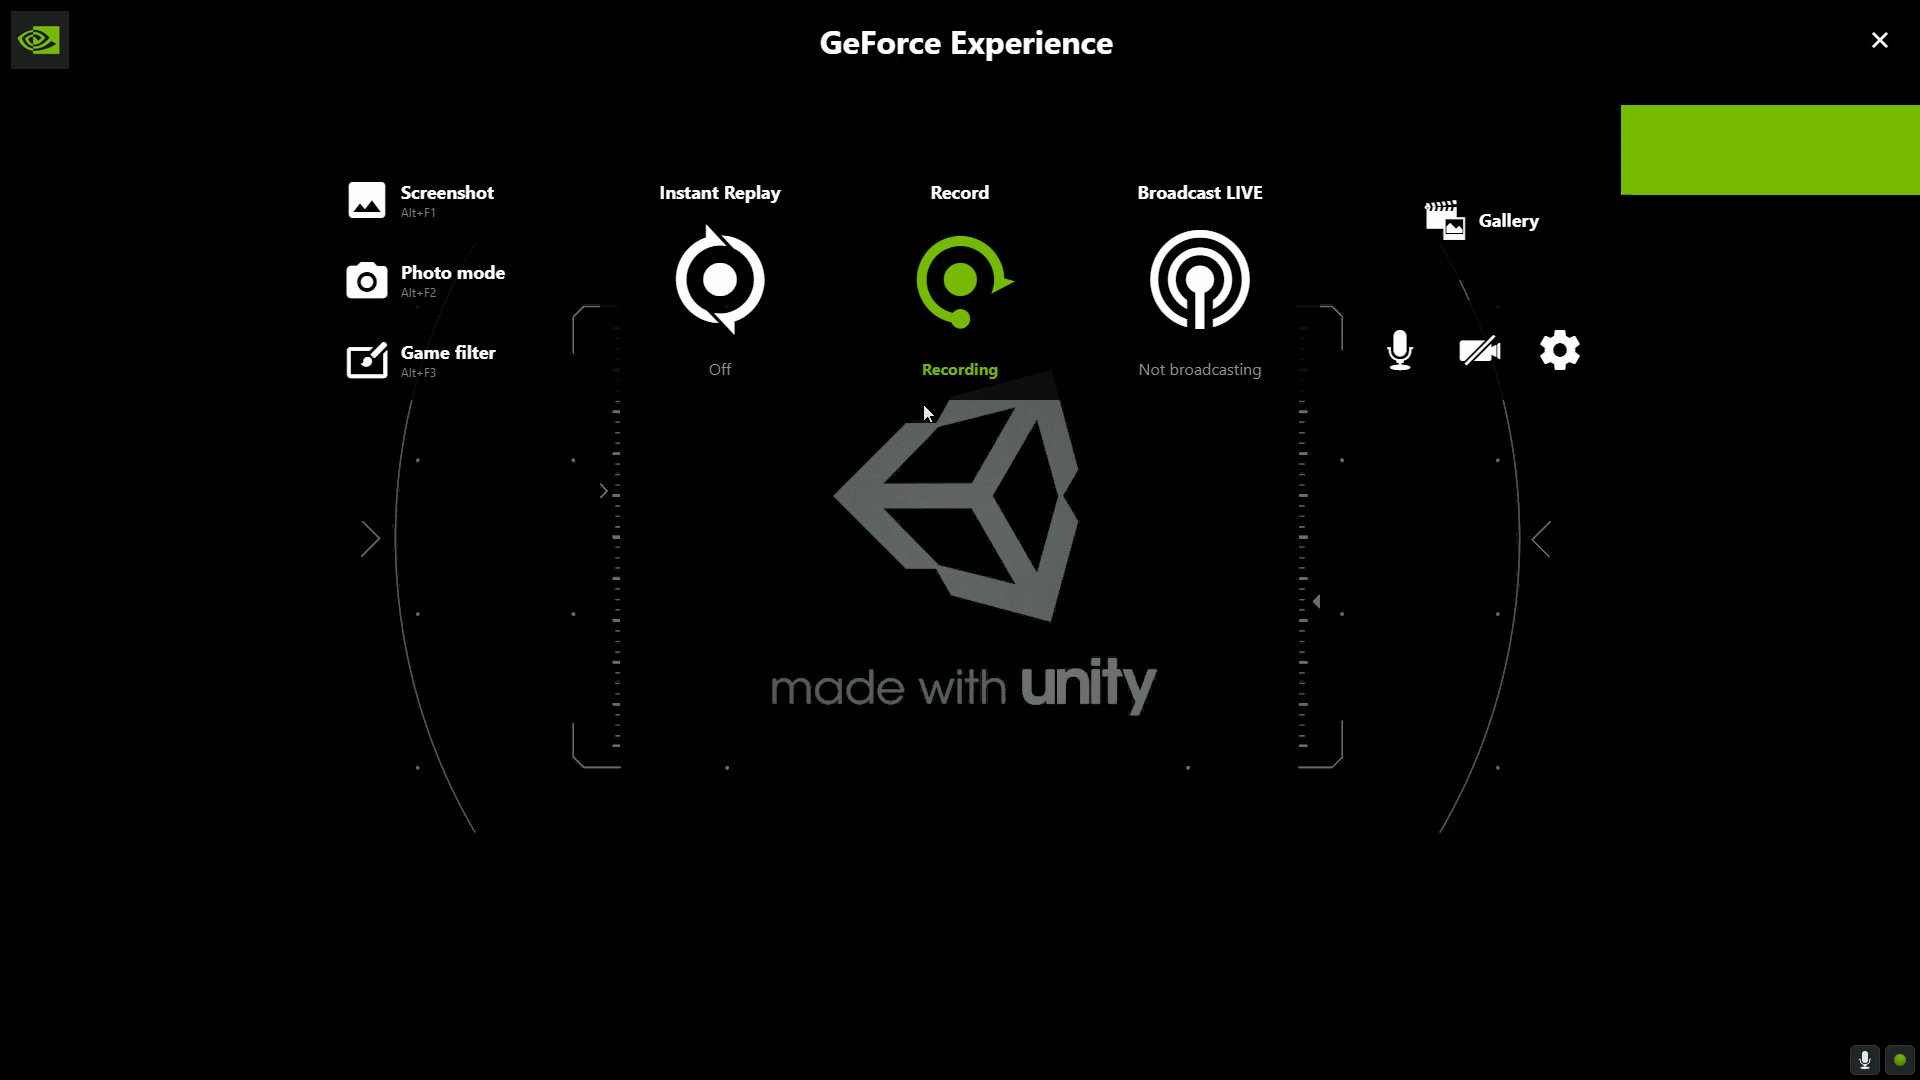 GeForce Experience
Screenshot
Alt+F1
Photo mode
Alt+F2
Game filter
Alt+F3
Instant Replay
Off
Record
Recording
Broadcast LIVE
Not broadcasting
Gallery
made with unity